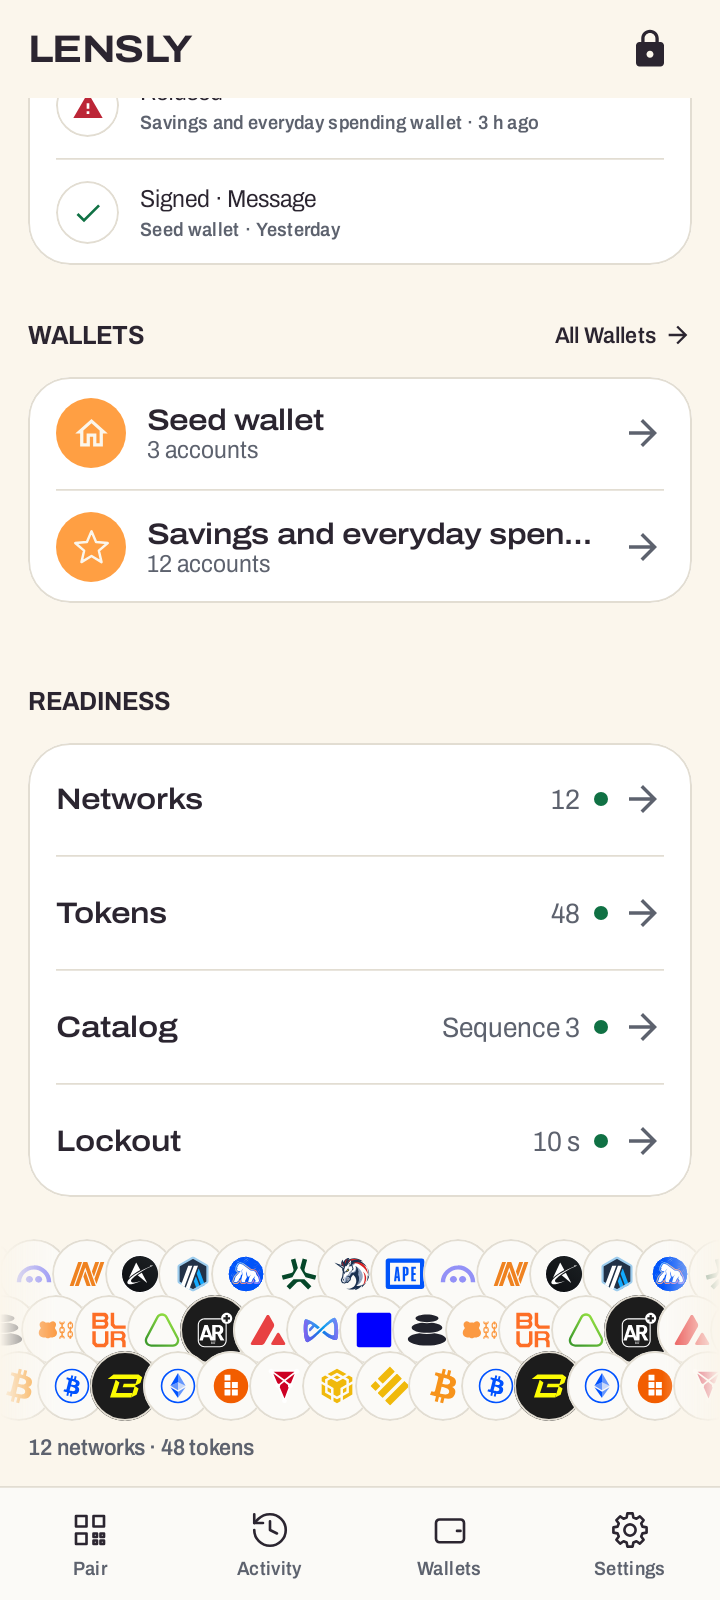 LENSLY
Refused
Savings and everyday spending wallet · 3 h ago
Signed · Message
Seed wallet · Yesterday
WALLETS
All Wallets
Seed wallet
3 accounts
Savings and everyday spen...
12 accounts
READINESS
Networks
12
Tokens
48
Catalog
Sequence 3
Lockout
10 s
APE
BL
UR
AR
BL
UR
AR
12 networks · 48 tokens
Pair
Activity
Wallets
Settings